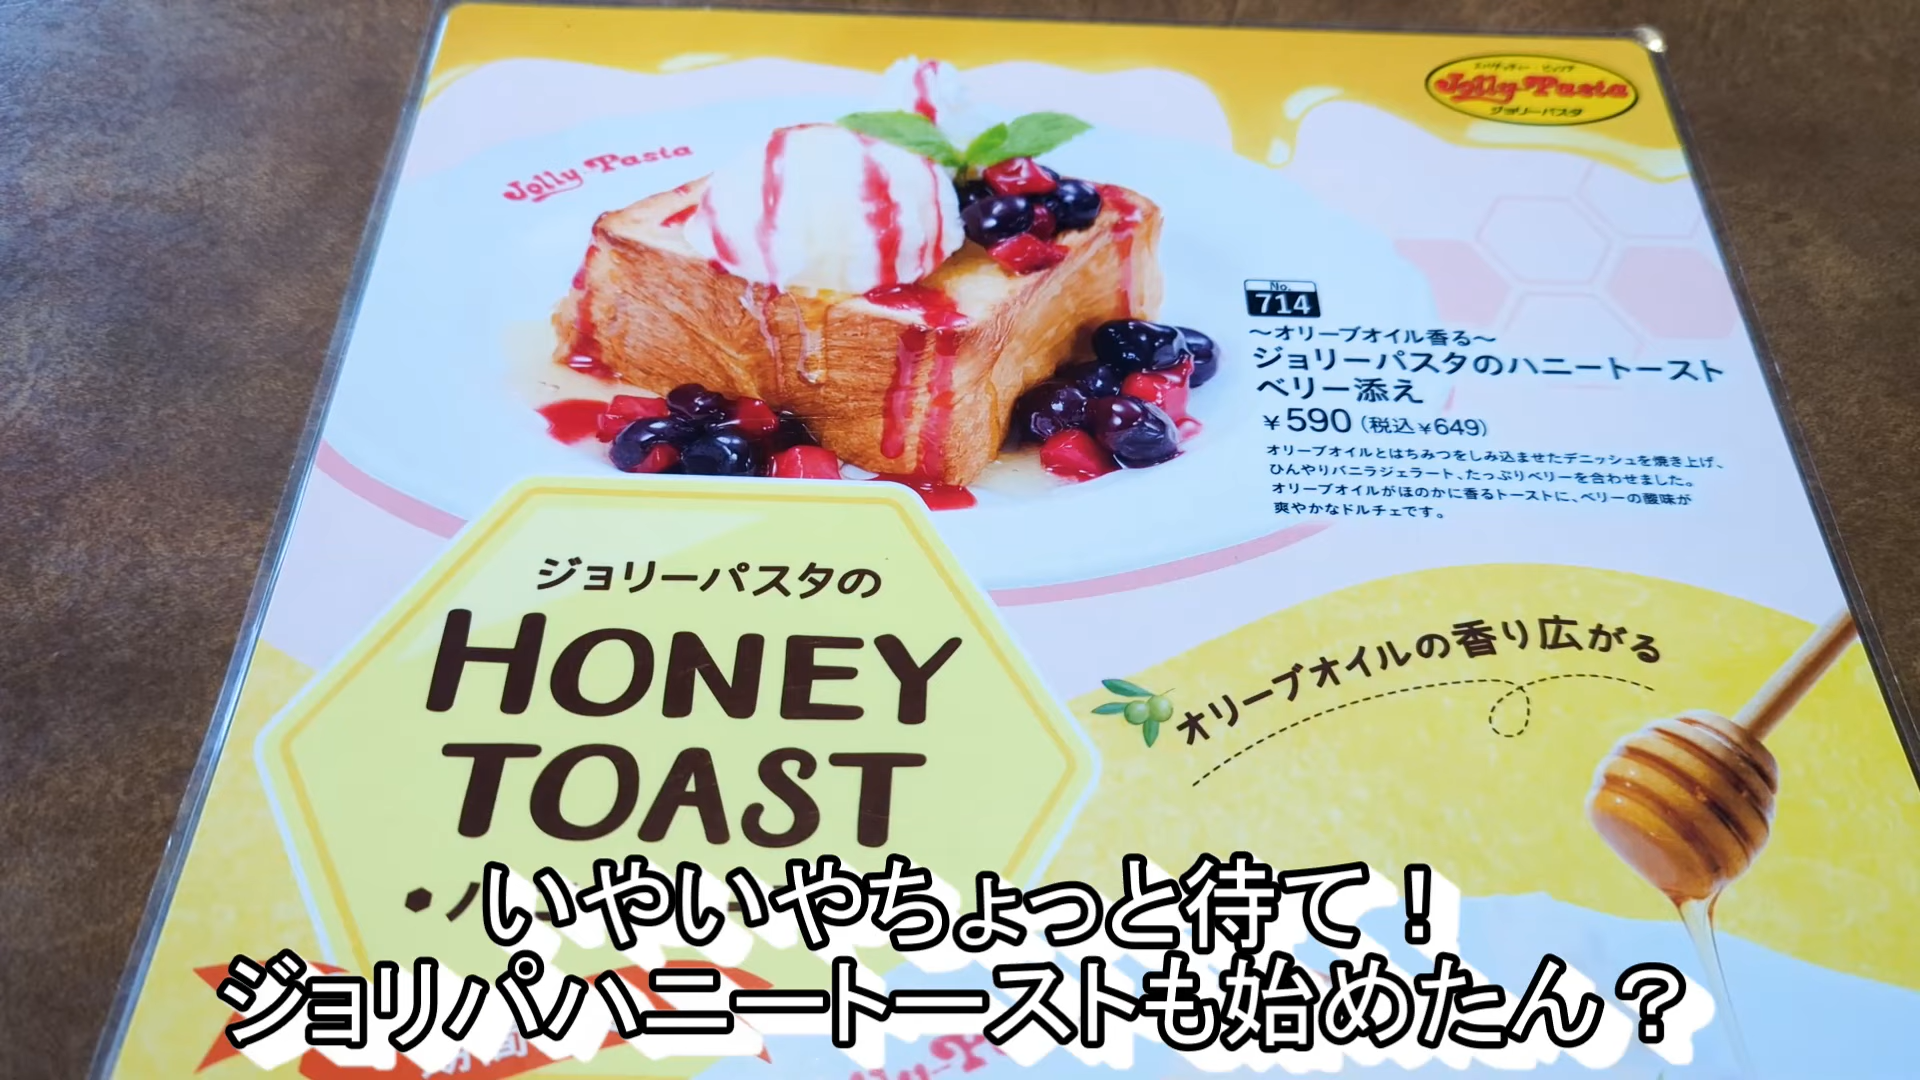 Jolly-Pasta
ジョリーパスタ
Jolly-Pasta
No.
714
～オリーブオイル香る～
ジョリーパスタのハニートースト
ベリー添え
￥590（税込￥649）
オリーブオイルとはちみつをしみ込ませたデニッシュを焼き上げ、
ひんやりバニラジェラート、たっぷりベリーを合わせました。
オリーブオイルがほのかに香るトーストに、ベリーの酸味が
爽やかなドルチェです。
ジョリーパスタの
HONEY
TOAST
オリーブオイルの香り広がる
いやいやちょっと待て！
ジョリパハニートーストも始めたん？